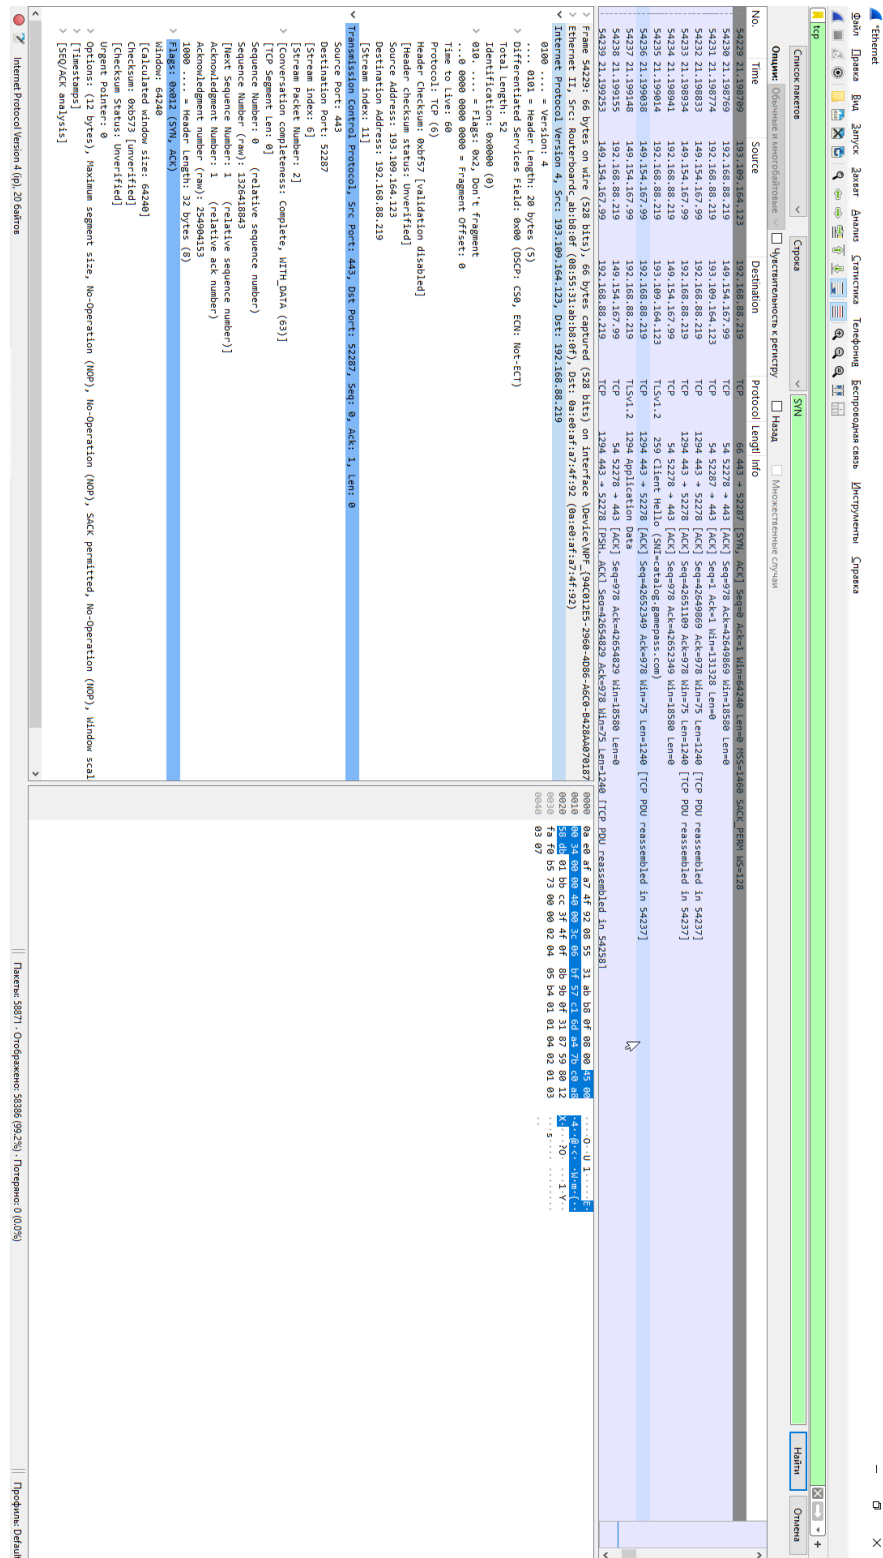 *Ethernet
Файл Правка Вид Запуск Захват Анализ Статистика Телефония Беспроводная связь Инструменты Справка
tcp
Список пакетов Строка SYN Найти Отмена
Опции: Обычные и многобайтовые Чувствительность к регистру Назад Множественные случаи
No. Time Source Destination Protocol Lengtl Info
54229 21.198709 193.109.164.123 192.168.88.219 TCP 66 443 → 52287 [SYN, ACK] Seq=0 Ack=1 Win=64240 Len=0 MSS=1460 SACK_PERM WS=128
54230 21.198769 192.168.88.219 149.154.167.99 TCP 54 52278 → 443 [ACK] Seq=978 Ack=42649869 Win=18580 Len=0
54231 21.198774 192.168.88.219 193.109.164.123 TCP 54 52287 → 443 [ACK] Seq=1 Ack=1 Win=131328 Len=0
54232 21.198833 149.154.167.99 192.168.88.219 TCP 1294 443 → 52278 [ACK] Seq=42649869 Ack=978 Win=75 Len=1240 [TCP PDU reassembled in 54237]
54233 21.198934 149.154.167.99 192.168.88.219 TCP 1294 443 → 52278 [ACK] Seq=42651109 Ack=978 Win=75 Len=1240 [TCP PDU reassembled in 54237]
54234 21.198941 192.168.88.219 149.154.167.99 TCP 54 52278 → 443 [ACK] Seq=978 Ack=42652349 Win=18580 Len=0
54235 21.199014 192.168.88.219 193.109.164.123 TLSv1.2 259 Client Hello (SNI=catalog.gamepass.com)
54236 21.199030 149.154.167.99 192.168.88.219 TCP 1294 443 → 52278 [ACK] Seq=42652349 Ack=978 Win=75 Len=1240 [TCP PDU reassembled in 54237]
54237 21.199148 149.154.167.99 192.168.88.219 TLSv1.2 1294 Application Data
54238 21.199155 192.168.88.219 149.154.167.99 TCP 54 52278 → 443 [ACK] Seq=978 Ack=42654829 Win=18580 Len=0
54239 21.199253 149.154.167.99 192.168.88.219 TCP 1294 443 → 52278 [PSH, ACK] Seq=42654829 Ack=978 Win=75 Len=1240 [TCP PDU reassembled in 54258]
Frame 54229: 66 bytes on wire (528 bits), 66 bytes captured (528 bits) on interface \Device\NPF_{94C012E5-2960-4D86-A6C0-B428AA070187
Ethernet II, Src: Routerboardc_ab:b8:0f (08:55:31:ab:b8:0f), Dst: 0a:e0:af:a7:4f:92 (0a:e0:af:a7:4f:92)
Internet Protocol Version 4, Src: 193.109.164.123, Dst: 192.168.88.219
0100 .... = Version: 4
.... 0101 = Header Length: 20 bytes (5)
Differentiated Services Field: 0x00 (DSCP: CS0, ECN: Not-ECT)
Total Length: 52
Identification: 0x0000 (0)
010. .... = Flags: 0x2, Don't fragment
...0 0000 0000 0000 = Fragment Offset: 0
Time to Live: 60
Protocol: TCP (6)
Header Checksum: 0xbf57 [validation disabled]
[Header checksum status: Unverified]
Source Address: 193.109.164.123
Destination Address: 192.168.88.219
[Stream index: 11]
Transmission Control Protocol, Src Port: 443, Dst Port: 52287, Seq: 0, Ack: 1, Len: 0
Source Port: 443
Destination Port: 52287
[Stream index: 6]
[Stream Packet Number: 2]
[Conversation completeness: Complete, WITH_DATA (63)]
[TCP Segment Len: 0]
Sequence Number: 0 (relative sequence number)
Sequence Number (raw): 1326418843
[Next Sequence Number: 1 (relative sequence number)]
Acknowledgment Number: 1 (relative ack number)
Acknowledgment number (raw): 254904153
1000 .... = Header Length: 32 bytes (8)
Flags: 0x012 (SYN, ACK)
Window: 64240
[Calculated window size: 64240]
Checksum: 0xb573 [unverified]
[Checksum Status: Unverified]
Urgent Pointer: 0
Options: (12 bytes), Maximum segment size, No-Operation (NOP), No-Operation (NOP), SACK permitted, No-Operation (NOP), Window scal
[Timestamps]
[SEQ/ACK analysis]
0000 0a e0 af a7 4f 92 08 55 31 ab b8 0f 08 00 45 00 ····O··U 1·····E·
0010 00 34 00 00 40 00 3c 06 bf 57 c1 6d a4 7b c0 a8 ·4··@·<· ·W·m·{··
0020 58 db 01 bb cc 3f 4f 0f 8b 9b 0f 31 87 59 80 12 X····?O· ···1·Y··
0030 fa f0 b5 73 00 00 02 04 05 b4 01 01 04 02 01 03 ···s···· ········
0040 03 07 ··
Internet Protocol Version 4 (ip), 20 байтов Пакеты: 58871 · Отображено: 58386 (99.2%) · Потеряно: 0 (0.0%) Профиль: Default